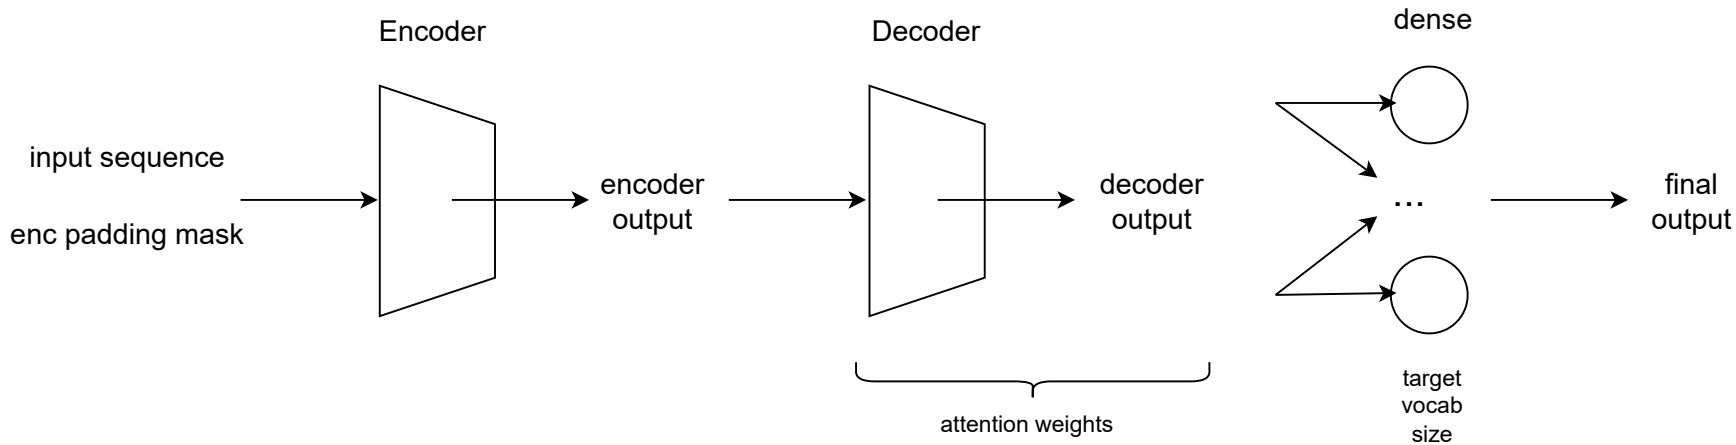 Encoder
Decoder
dense
input sequence
enc padding mask
encoder
output
decoder
output
...
final
output
attention weights
target
vocab
size